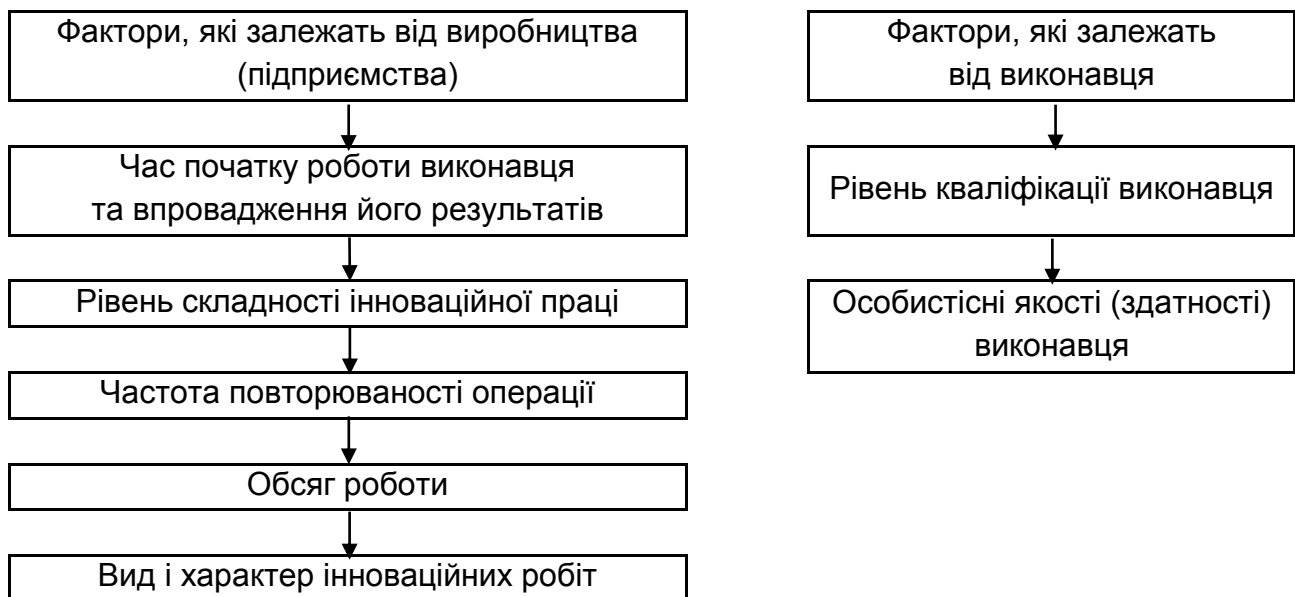 Фактори, які залежать від виробництва
(підприємства)
Час початку роботи виконавця
та впровадження його результатів
Рівень складності інноваційної праці
Частота повторюваності операції
Обсяг роботи
Вид і характер інноваційних робіт
Фактори, які залежать
від виконавця
Рівень кваліфікації виконавця
Особистісні якості (здатності)
виконавця